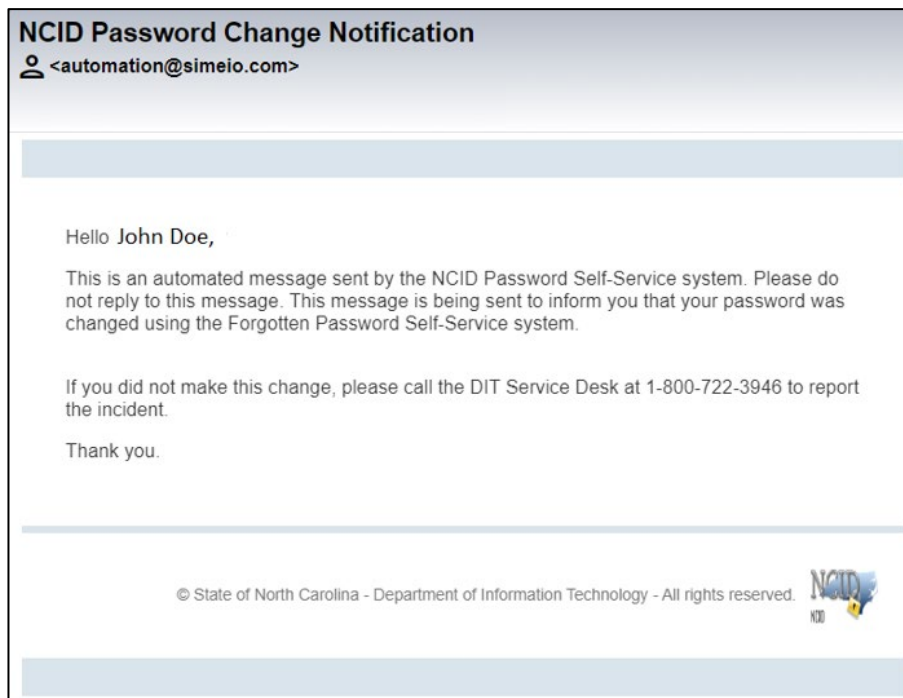 NCID Password Change Notification
<automation@simeio.com>
Hello John Doe,
This is an automated message sent by the NCID Password Self-Service system. Please do
not reply to this message. This message is being sent to inform you that your password was
changed using the Forgotten Password Self-Service system.
If you did not make this change, please call the DIT Service Desk at 1-800-722-3946 to report
the incident.
Thank you.
© State of North Carolina - Department of Information Technology - All rights reserved.
NCID
NCID